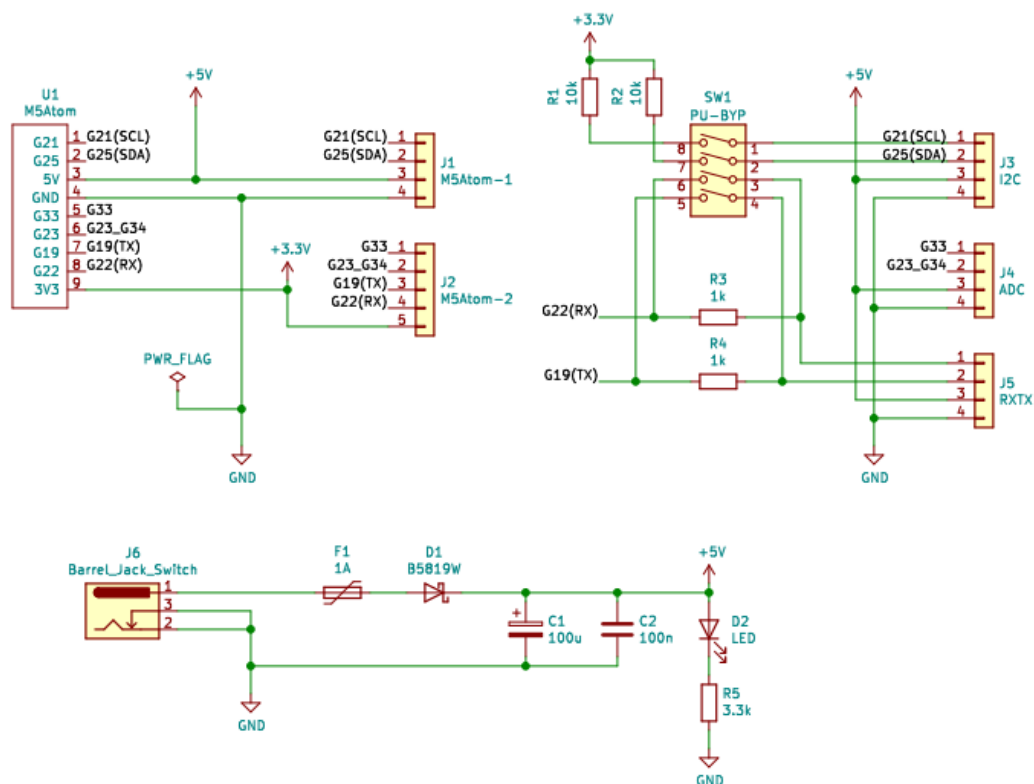 U1
M5Atom
G21 1 G21(SCL)
G25 2 G25(SDA)
5V 3
GND 4
G33 5 G33
G23 6 G23_G34
G19 7 G19(TX)
G22 8 G22(RX)
3V3 9
+5V
G21(SCL) 1
G25(SDA) 2
3
4
J1
M5Atom-1
+3.3V
G33 1
G23_G34 2
G19(TX) 3
G22(RX) 4
5
J2
M5Atom-2
PWR_FLAG
GND
+3.3V
R1
10k
R2
10k
SW1
PU-BYP
8 1
7 2
6 3
5 4
+5V
G21(SCL) 1
G25(SDA) 2
3
4
J3
I2C
G33 1
G23_G34 2
3
4
J4
ADC
R3
1k
G22(RX)
R4
1k
G19(TX)
1
2
3
4
J5
RXTX
GND
J6
Barrel_Jack_Switch
1
3
2
GND
F1
1A
D1
B5819W
+
C1
100u
C2
100n
+5V
D2
LED
R5
3.3k
GND